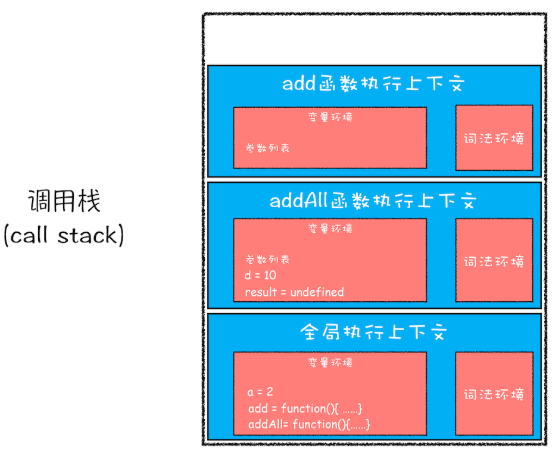 调用栈
(call stack)
add函数执行上下文
变量环境
参数列表
词法环境
addAll函数执行上下文
变量环境
参数列表
d = 10
result = undefined
词法环境
全局执行上下文
变量环境
a = 2
add = function(){ ……}
addAll= function(){……}
词法环境